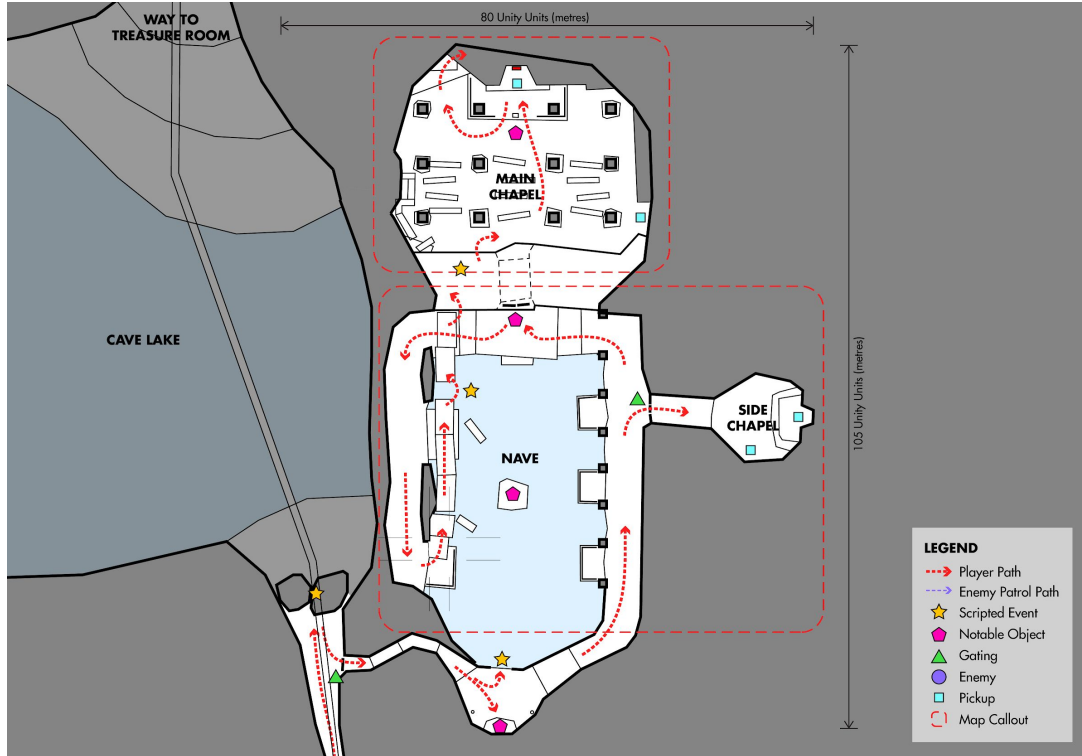 80 Unity Units (metres)
WAY TO
TREASURE ROOM
MAIN
CHAPEL
CAVE LAKE
105 Unity Units (metres)
SIDE
CHAPEL
NAVE
LEGEND
Player Path
Enemy Patrol Path
Scripted Event
Notable Object
Gating
Enemy
Pickup
Map Callout